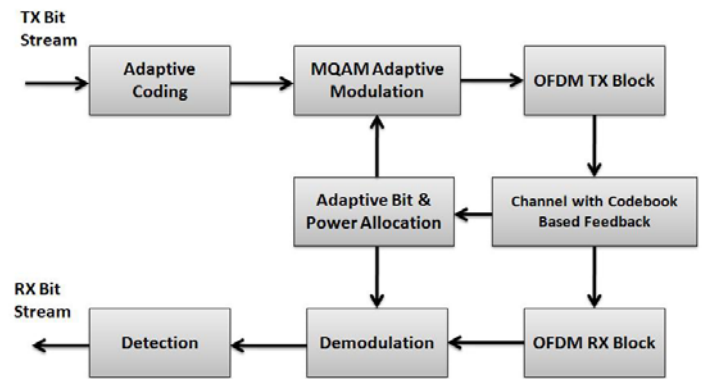 TX Bit
Stream
Adaptive
Coding
MQAM Adaptive
Modulation
OFDM TX Block
Adaptive Bit &
Power Allocation
Channel with Codebook
Based Feedback
RX Bit
Stream
Detection
Demodulation
OFDM RX Block